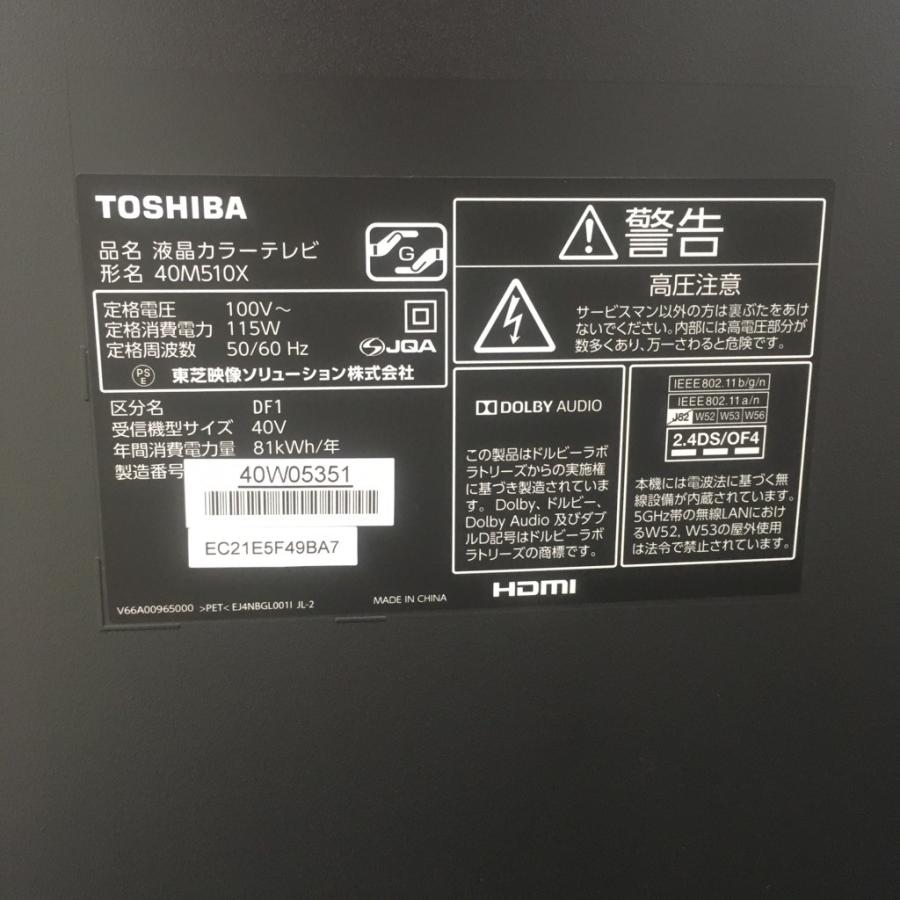 TOSHIBA
品名 液晶カラーテレビ
形名 40M510X
G
定格電圧 100V～
定格消費電力 115W
定格周波数 50/60 Hz
JQA
PS
E
東芝映像ソリューション株式会社
区分名 DF1
受信機型サイズ 40V
年間消費電力量 81kWh/年
製造番号
40W05351
EC21E5F49BA7
V66A00965000 >PET< EJ4NBGL001I JL-2
MADE IN CHINA
警告
高圧注意
サービスマン以外の方は裏ぶたをあけ
ないでください。内部には高電圧部分が
数多くあり、万一さわると危険です。
DOLBY AUDIO
この製品はドルビーラボ
ラトリーズからの実施権
に基づき製造されていま
す。Dolby、ドルビー、
Dolby Audio 及びダブ
ルD記号はドルビーラボ
ラトリーズの商標です。
IEEE802.11b/g/n
IEEE802.11a/n
J52 W52 W53 W56
2.4DS/OF4
本機には電波法に基づく無
線設備が内蔵されています。
5GHz帯の無線LANにおけ
るW52, W53の屋外使用
は法令で禁止されています。
HDMI